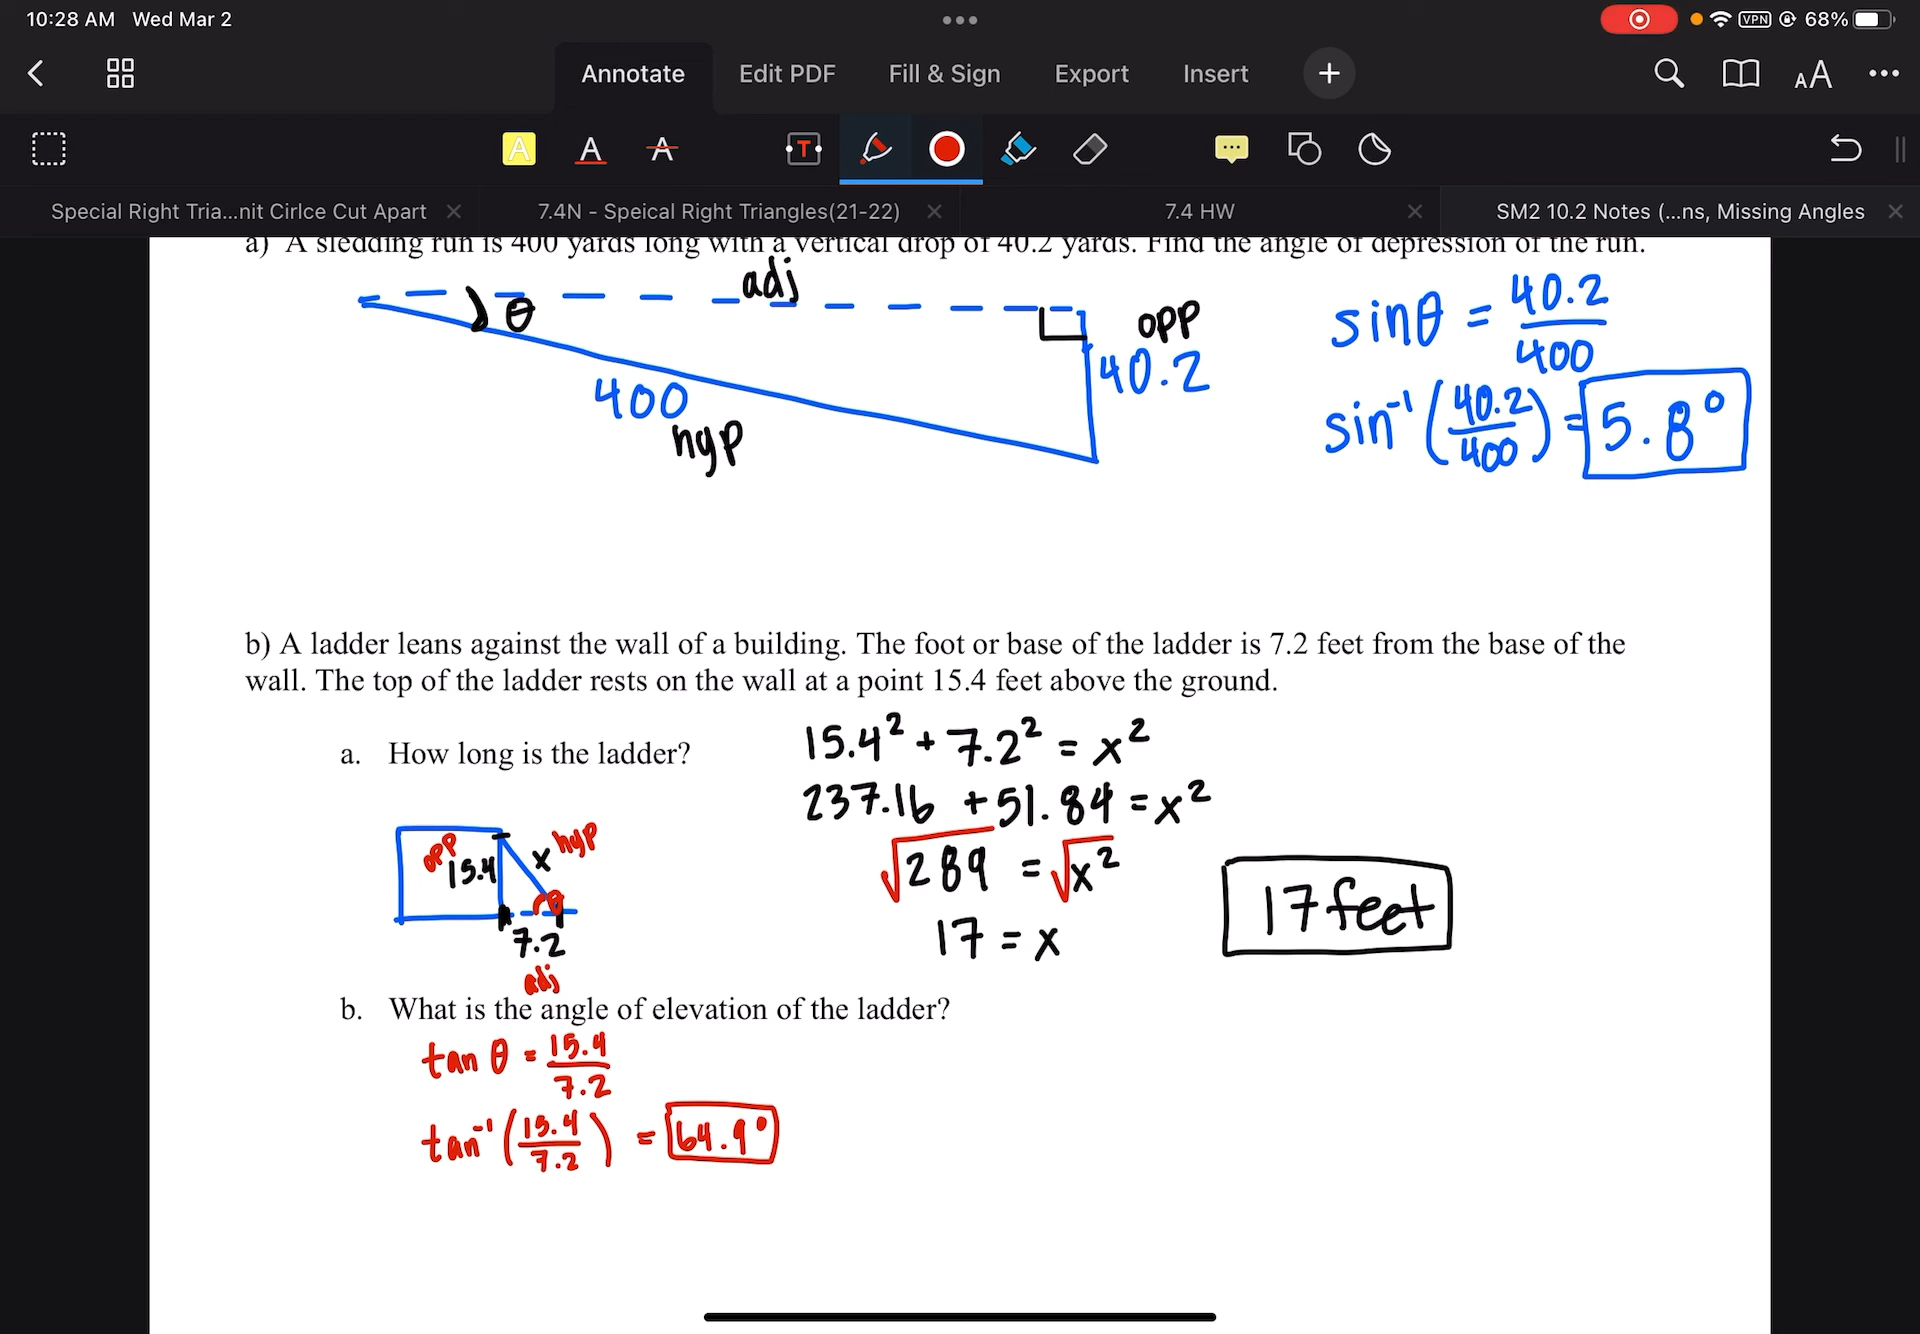 10:28 AM Wed Mar 2
VPN 68%
Annotate Edit PDF Fill & Sign Export Insert + AA
A A A T
Special Right Tria...nit Cirlce Cut Apart × 7.4N - Speical Right Triangles(21-22) × 7.4 HW × SM2 10.2 Notes (...ns, Missing Angles ×
a) A sledding run is 400 yards long with a vertical drop of 40.2 yards. Find the angle of depression of the run.
adj
θ
opp
40.2
400
hyp
sinθ = 40.2/400
sin⁻¹(40.2/400) = 5.8°
b) A ladder leans against the wall of a building. The foot or base of the ladder is 7.2 feet from the base of the
wall. The top of the ladder rests on the wall at a point 15.4 feet above the ground.
a. How long is the ladder?
15.4² + 7.2² = x²
237.16 + 51.84 = x²
√289 = √x²
17 = x
17 feet
opp
15.4
x
hyp
θ
7.2
adj
b. What is the angle of elevation of the ladder?
tan θ = 15.4/7.2
tan⁻¹(15.4/7.2) = 64.9°